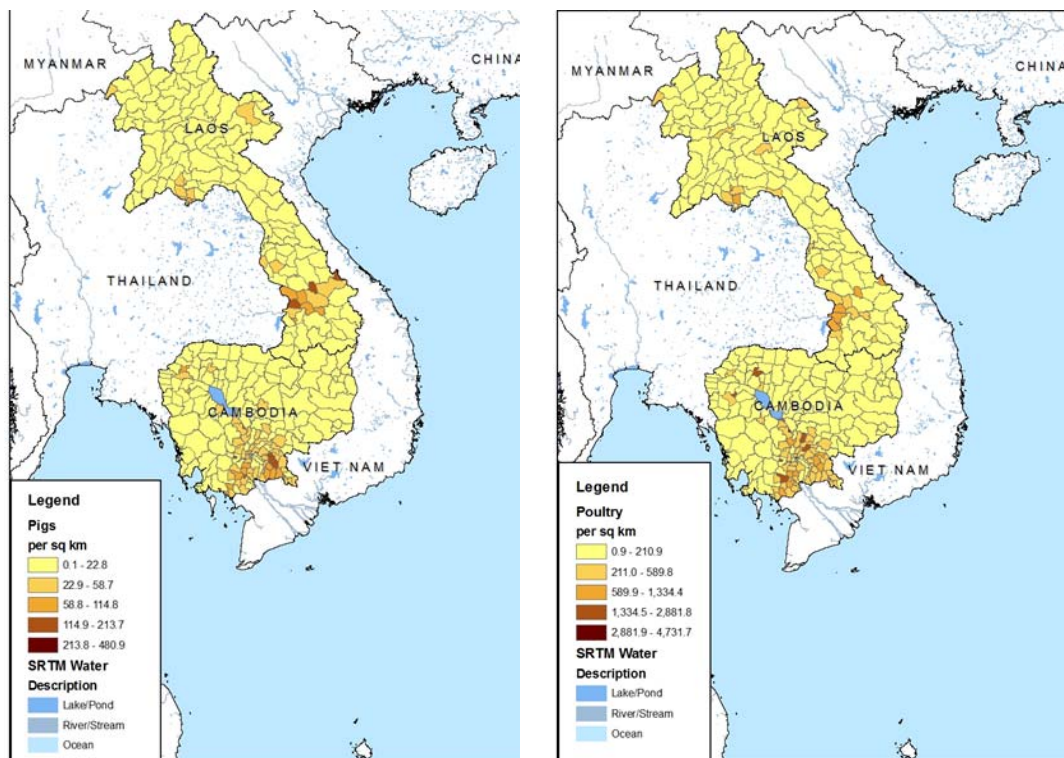 MYANMAR
CHINA
LAOS
THAILAND
CAMBODIA
VIET NAM
Legend
Pigs
per sq km
0.1 - 22.8
22.9 - 58.7
58.8 - 114.8
114.9 - 213.7
213.8 - 480.9
SRTM Water
Description
Lake/Pond
River/Stream
Ocean
MYANMAR
CHINA
LAOS
THAILAND
CAMBODIA
VIET NAM
Legend
Poultry
per sq km
0.9 - 210.9
211.0 - 589.8
589.9 - 1,334.4
1,334.5 - 2,881.8
2,881.9 - 4,731.7
SRTM Water
Description
Lake/Pond
River/Stream
Ocean